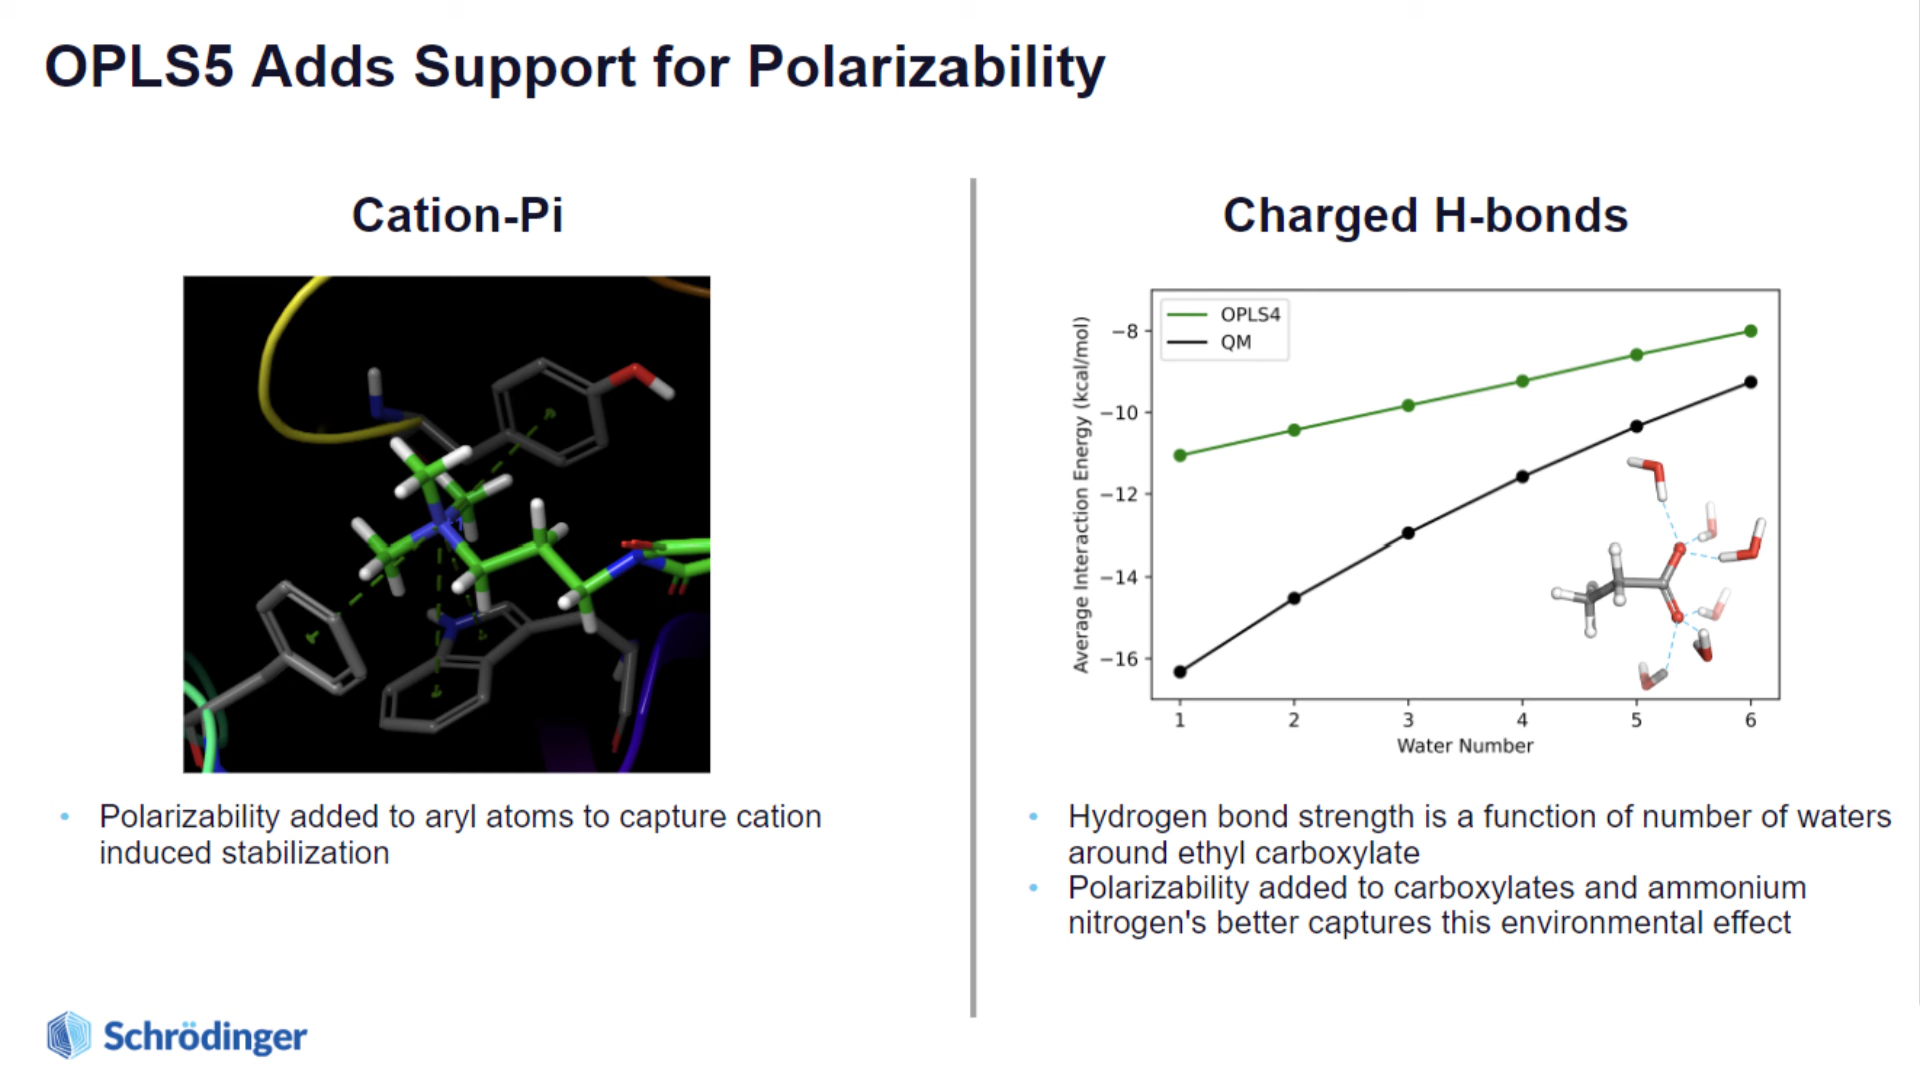 OPLS5 Adds Support for Polarizability
Cation-Pi
• Polarizability added to aryl atoms to capture cation
induced stabilization
Charged H-bonds
OPLS4
QM
Average Interaction Energy (kcal/mol)
−8
−10
−12
−14
−16
1 2 3 4 5 6
Water Number
• Hydrogen bond strength is a function of number of waters
around ethyl carboxylate
• Polarizability added to carboxylates and ammonium
nitrogen's better captures this environmental effect
Schrödinger